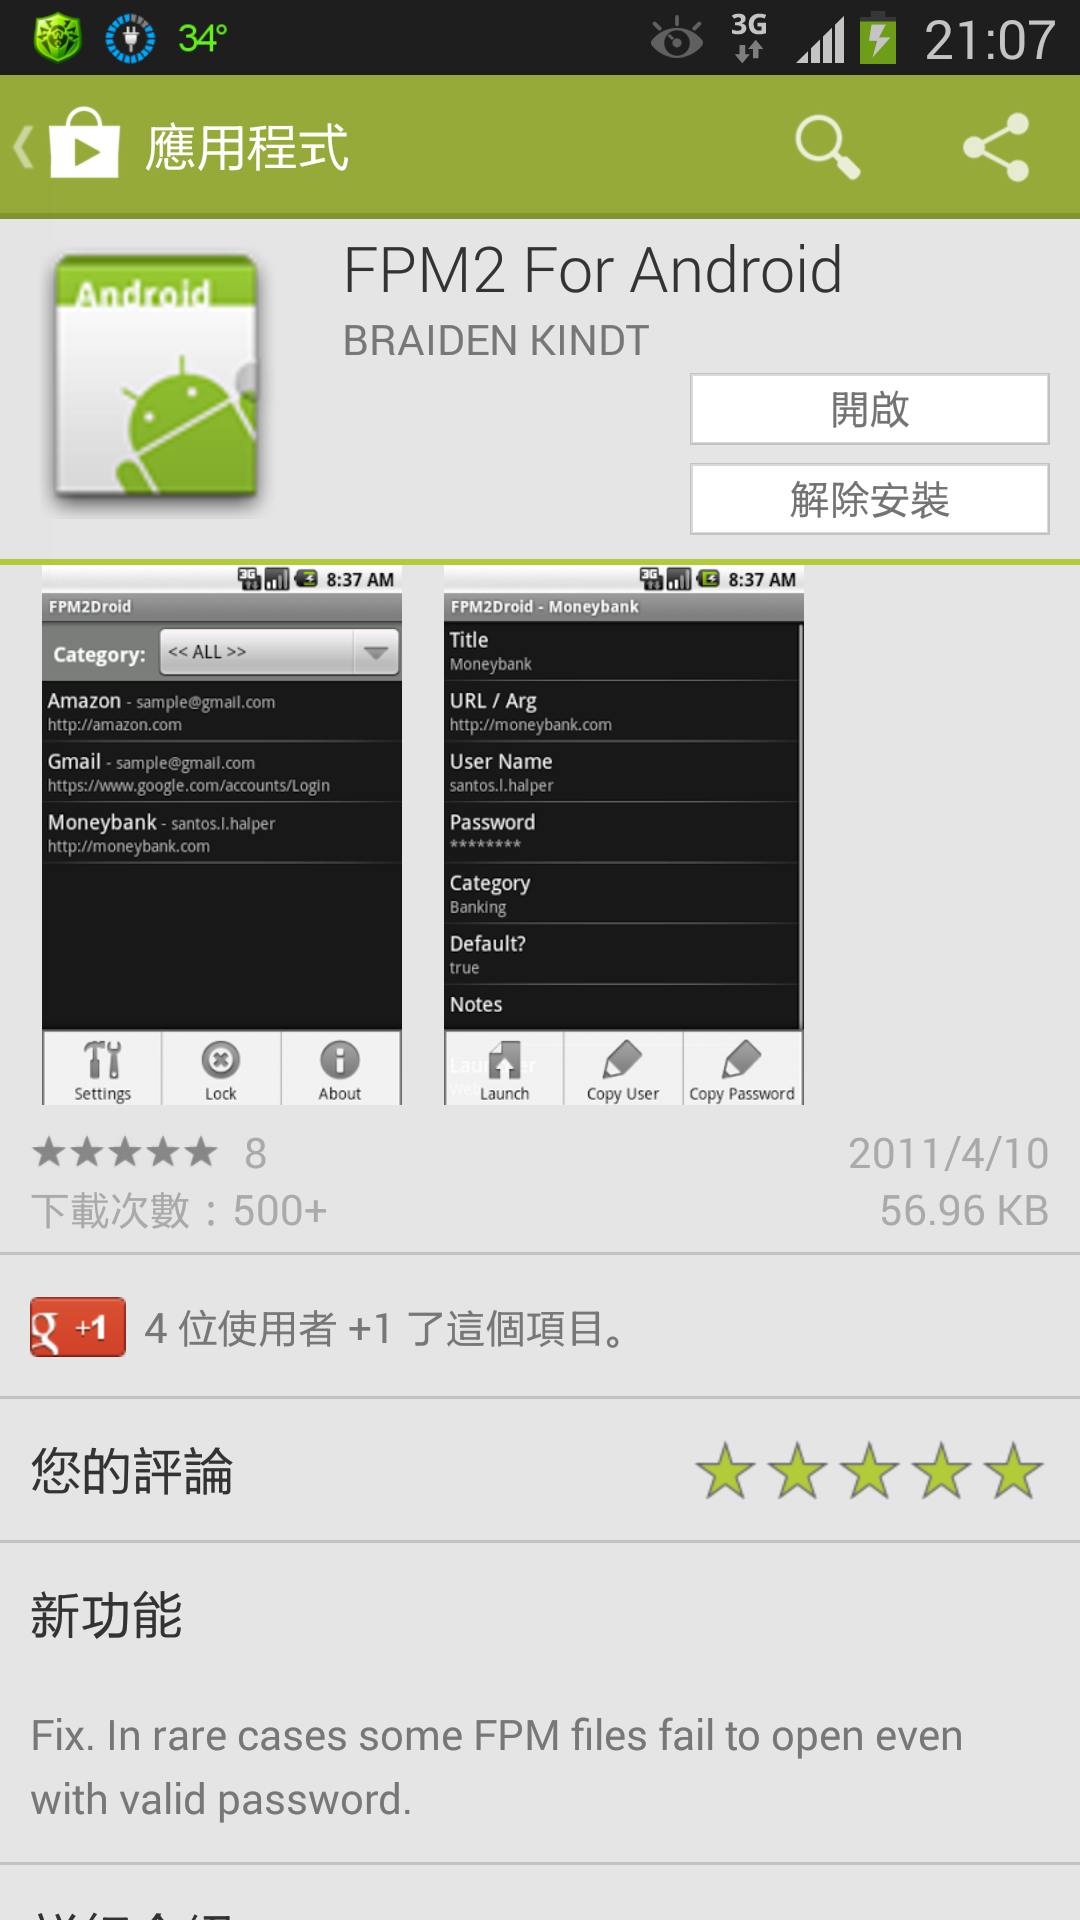 34°
3G
21:07
應用程式
Android
FPM2 For Android
BRAIDEN KINDT
開啟
解除安裝
3G 8:37 AM
FPM2Droid
Category:
<< ALL >>
Amazon - sample@gmail.com
http://amazon.com
Gmail - sample@gmail.com
https://www.google.com/accounts/Login
Moneybank - santos.l.halper
http://moneybank.com
Settings
Lock
About
3G 8:37 AM
FPM2Droid - Moneybank
Title
Moneybank
URL / Arg
http://moneybank.com
User Name
santos.l.halper
Password
********
Category
Banking
Default?
true
Notes
Launch
Copy User
Copy Password
8
2011/4/10
下載次數：500+
56.96 KB
g +1
4 位使用者 +1 了這個項目。
您的評論
新功能
Fix. In rare cases some FPM files fail to open even
with valid password.